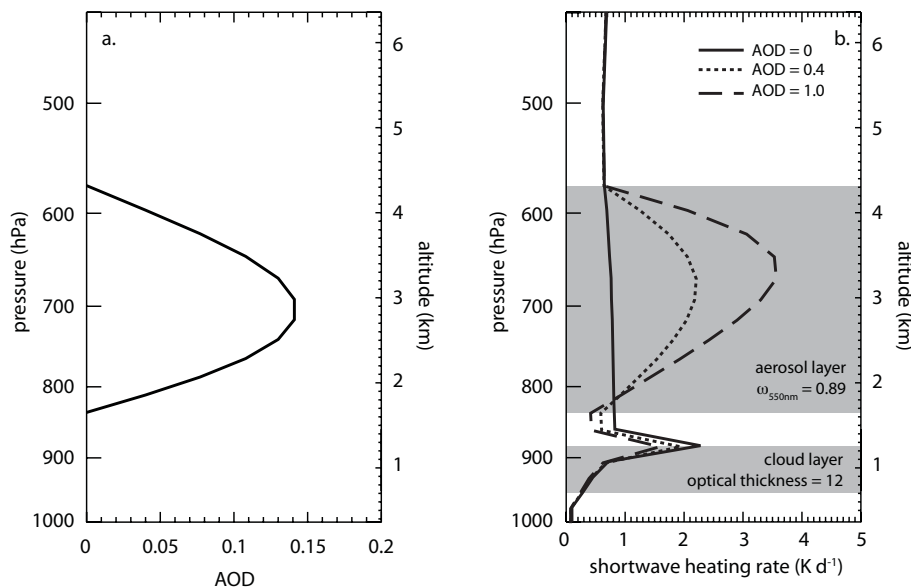 a.
500
600
700
800
900
1000
pressure (hPa)
0
0.05
0.10
0.15
0.2
AOD
6
5
4
3
2
1
altitude (km)
b.
AOD = 0
AOD = 0.4
AOD = 1.0
500
600
700
800
900
1000
pressure (hPa)
aerosol layer
ω550nm = 0.89
cloud layer
optical thickness = 12
0
1
2
3
4
5
shortwave heating rate (K d⁻¹)
6
5
4
3
2
1
altitude (km)